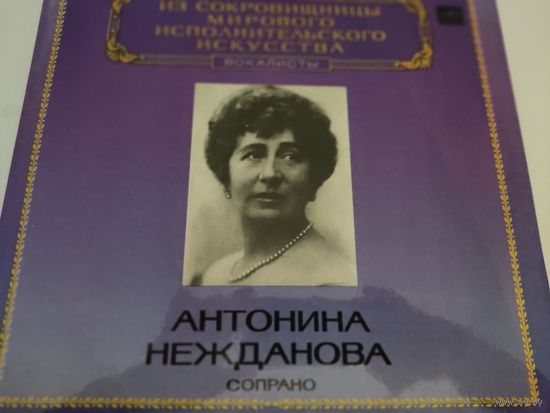 ИЗ СОКРОВИЩНИЦЫ
МИРОВОГО
ИСПОЛНИТЕЛЬСКОГО
ИСКУССТВА
ВОКАЛИСТЫ
АНТОНИНА
НЕЖДАНОВА
СОПРАНО